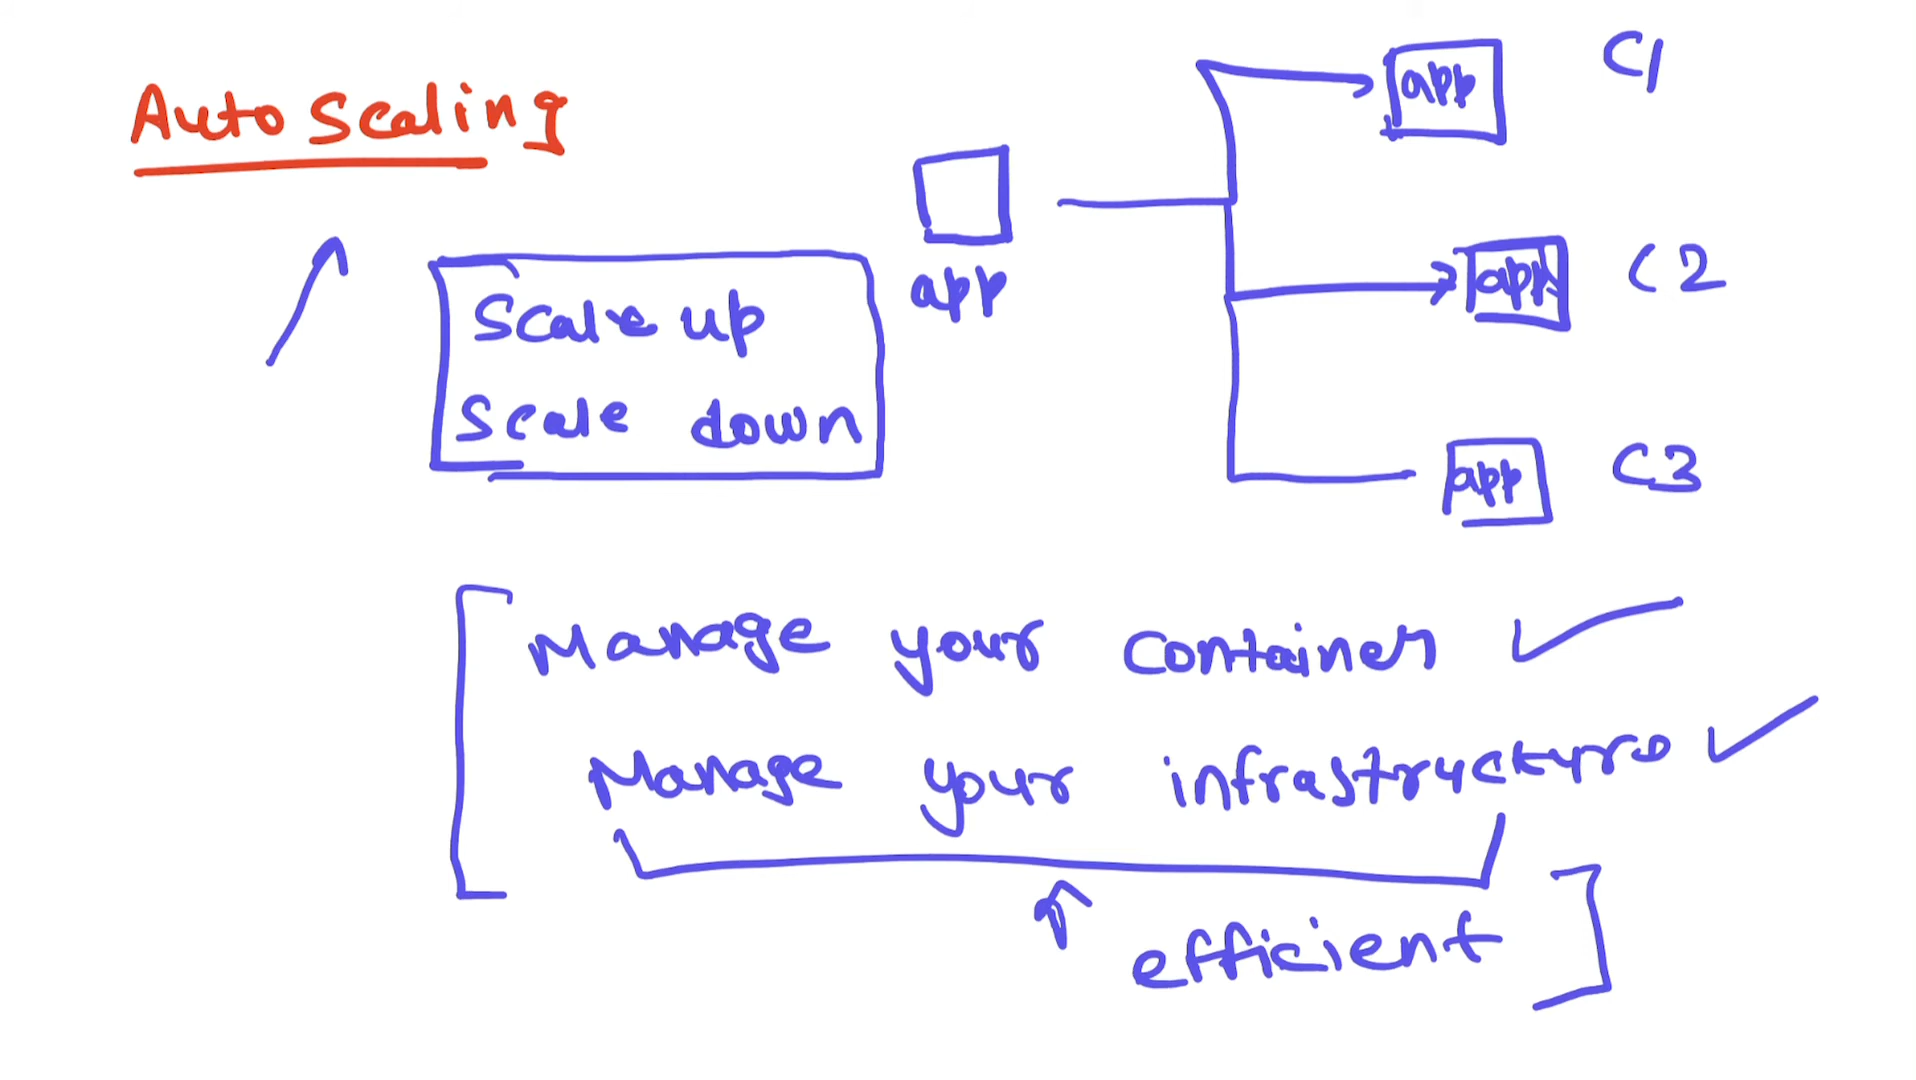 Auto Scaling
Scale up
Scale down
app
app C1
app C2
app C3
Manage your container
Manage your infrastructure
efficient